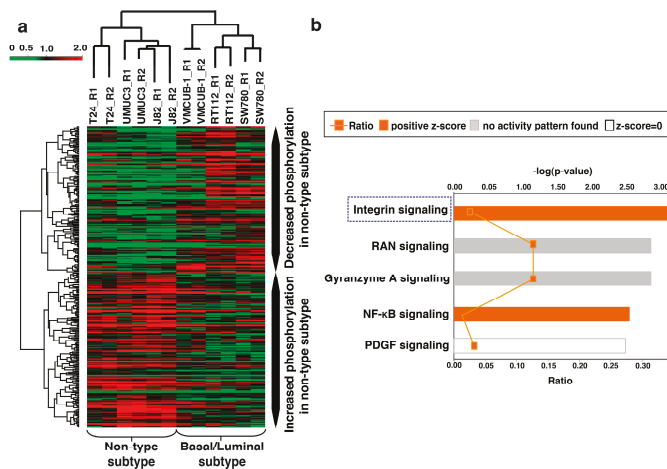 a
b
0 0.5 1.0 2.0
T24_R1
T24_R2
UMUC3_R1
UMUC3_R2
J82_R1
J82_R2
VMCUB-1_R1
VMCUB-1_R2
RT112_R1
RT112_R2
SW780_R1
SW780_R2
Decreased phosphorylation
in non-type subtype
Increased phosphorylation
in non-type subtype
Non type
subtype
Basal/Luminal
subtype
Ratio positive z-score no activity pattern found z-score=0
-log(p-value)
0.00 0.50 1.00 1.50 2.00 2.50 3.00
Integrin signaling
RAN signaling
Gyranzyme A signaling
NF-κB signaling
PDGF signaling
0.00 0.05 0.10 0.15 0.20 0.25 0.30
Ratio